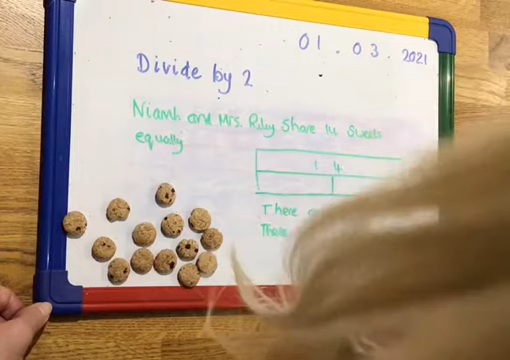 01.03.2021
Divide by 2
Niamh and Mrs. Riley Share 14 Sweets
equally
14
There
There